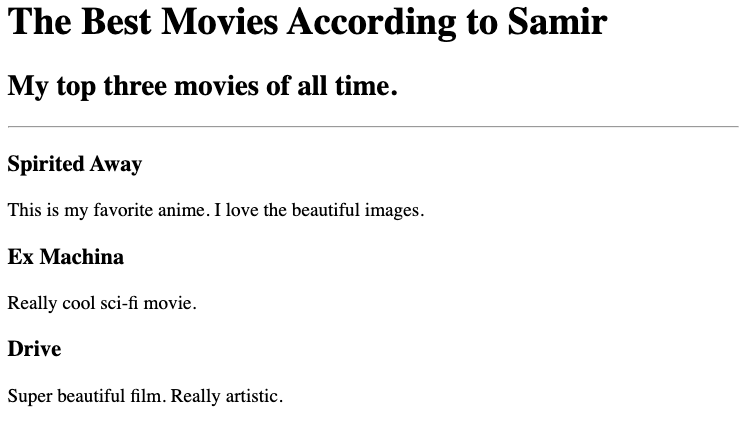 The Best Movies According to Samir
My top three movies of all time.
Spirited Away
This is my favorite anime. I love the beautiful images.
Ex Machina
Really cool sci-fi movie.
Drive
Super beautiful film. Really artistic.